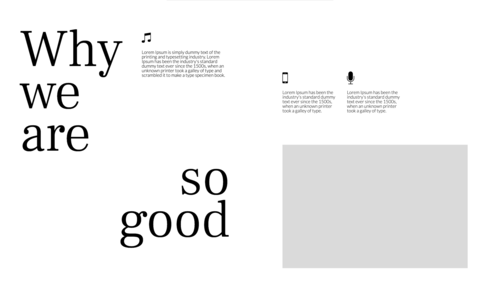 Why
we
are
so
good
Lorem Ipsum is simply dummy text of the
printing and typesetting industry. Lorem
Ipsum has been the industry's standard
dummy text ever since the 1500s, when an
unknown printer took a galley of type and
scrambled it to make a type specimen book.
Lorem Ipsum has been the
industry's standard dummy
text ever since the 1500s,
when an unknown printer
took a galley of type.
Lorem Ipsum has been the
industry's standard dummy
text ever since the 1500s,
when an unknown printer
took a galley of type.